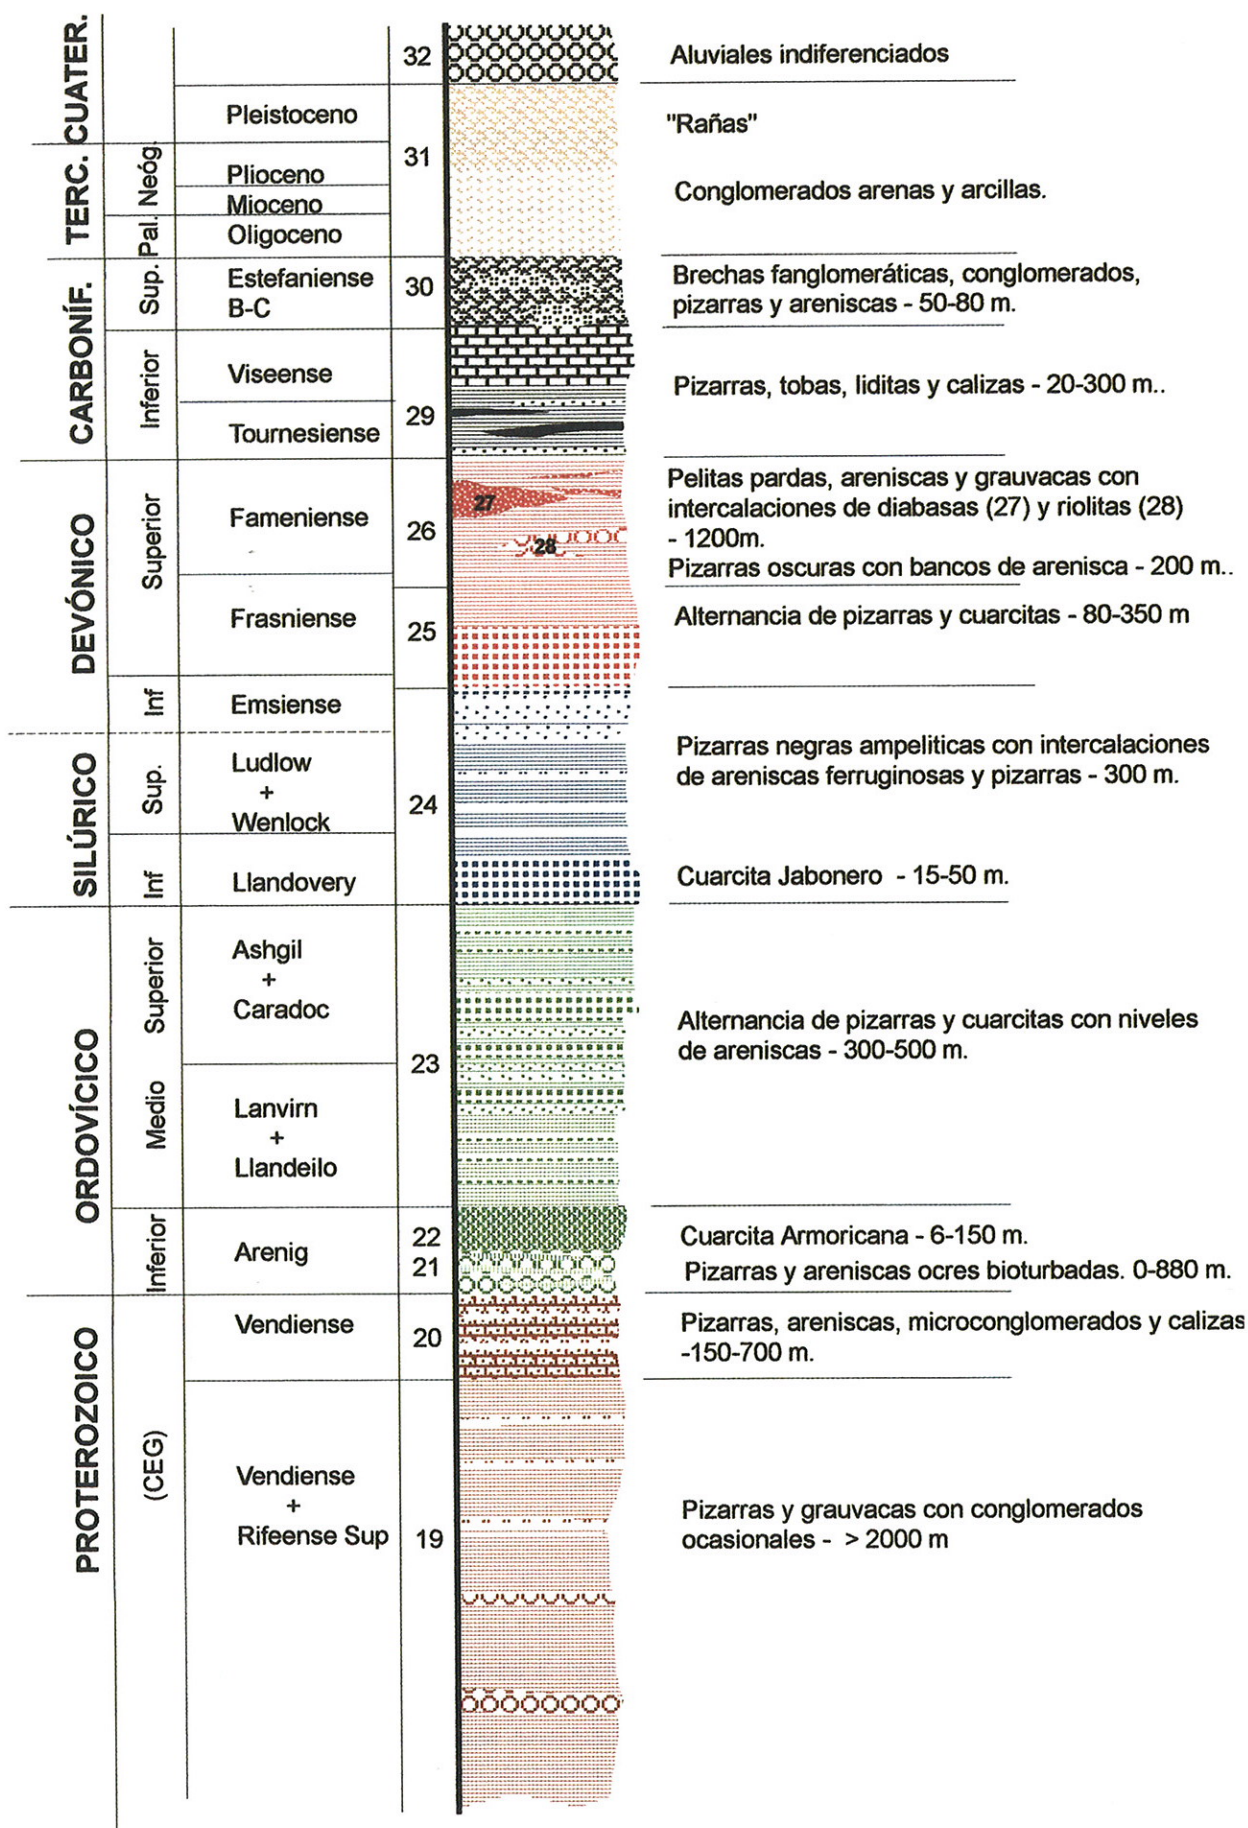 CUATER.
32
Aluviales indiferenciados
Pleistoceno
"Rañas"
31
TERC.
Neóg.
Plioceno
Mioceno
Conglomerados arenas y arcillas.
Pal.
Oligoceno
CARBONÍF.
Sup.
Estefaniense
B-C
30
Brechas fanglomeráticas, conglomerados,
pizarras y areniscas - 50-80 m.
Inferior
Viseense
Pizarras, tobas, liditas y calizas - 20-300 m..
29
Tournesiense
DEVÓNICO
Superior
Fameniense
26
27
28
Pelitas pardas, areniscas y grauvacas con
intercalaciones de diabasas (27) y riolitas (28)
- 1200m.
Pizarras oscuras con bancos de arenisca - 200 m..
Frasniense
25
Alternancia de pizarras y cuarcitas - 80-350 m
Inf
Emsiense
SILÚRICO
Sup.
Ludlow
+
Wenlock
24
Pizarras negras ampeliticas con intercalaciones
de areniscas ferruginosas y pizarras - 300 m.
Inf
Llandovery
Cuarcita Jabonero - 15-50 m.
ORDOVÍCICO
Superior
Ashgil
+
Caradoc
23
Alternancia de pizarras y cuarcitas con niveles
de areniscas - 300-500 m.
Medio
Lanvirn
+
Llandeilo
Inferior
Arenig
22
Cuarcita Armoricana - 6-150 m.
21
Pizarras y areniscas ocres bioturbadas. 0-880 m.
PROTEROZOICO
(CEG)
Vendiense
20
Pizarras, areniscas, microconglomerados y calizas
-150-700 m.
Vendiense
+
Rifeense Sup
19
Pizarras y grauvacas con conglomerados
ocasionales - > 2000 m